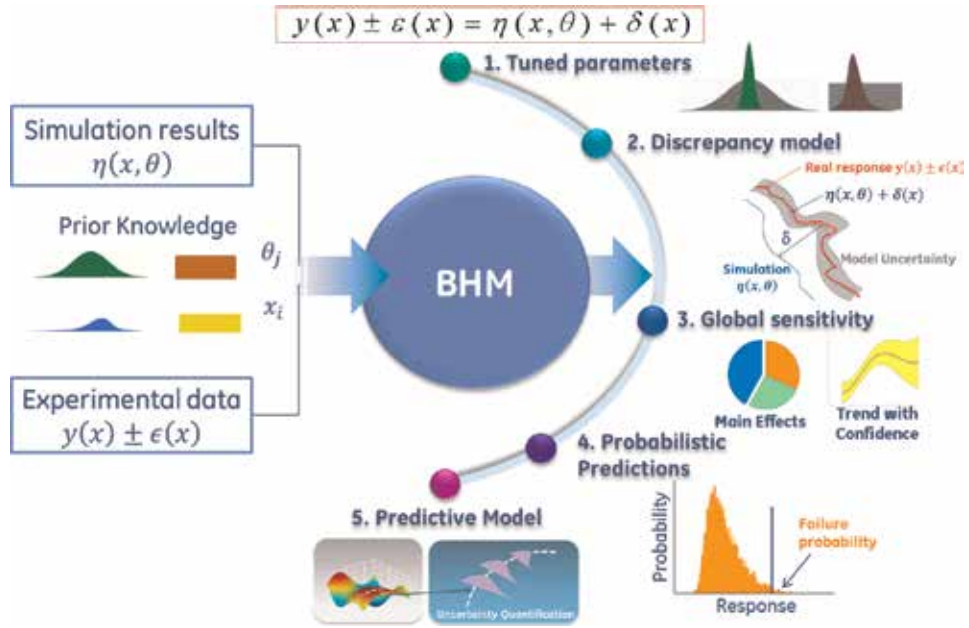 y(x) ± ε(x) = η(x, θ) + δ(x)
1. Tuned parameters
Simulation results
η(x, θ)
2. Discrepancy model
Real response y(x) ± ϵ(x)
η(x, θ) + δ(x)
δ
Simulation
η(x, θ)
Model Uncertainty
Prior Knowledge
θj
xi
BHM
3. Global sensitivity
Main Effects
Trend with
Confidence
Experimental data
y(x) ± ϵ(x)
4. Probabilistic
Predictions
Probability
Failure
probability
Response
5. Predictive Model
Uncertainty Quantification